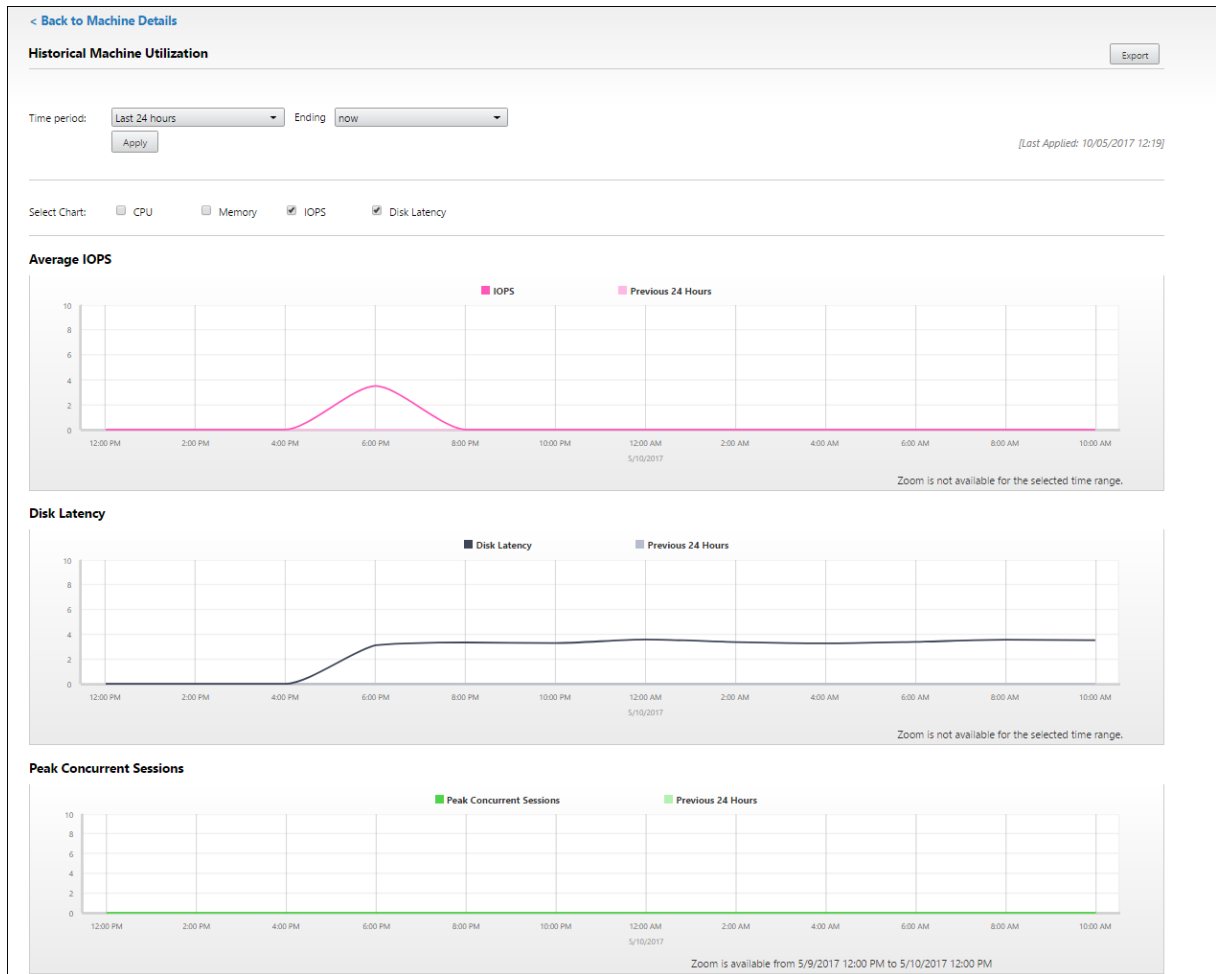 < Back to Machine Details
Historical Machine Utilization
Export
Time period: Last 24 hours Ending now
Apply
[Last Applied: 10/05/2017 12:19]
Select Chart: CPU Memory IOPS Disk Latency
Average IOPS
IOPS Previous 24 Hours
10
8
6
4
2
0
12:00 PM 2:00 PM 4:00 PM 6:00 PM 8:00 PM 10:00 PM 12:00 AM 2:00 AM 4:00 AM 6:00 AM 8:00 AM 10:00 AM
5/10/2017
Zoom is not available for the selected time range.
Disk Latency
Disk Latency Previous 24 Hours
10
8
6
4
2
0
12:00 PM 2:00 PM 4:00 PM 6:00 PM 8:00 PM 10:00 PM 12:00 AM 2:00 AM 4:00 AM 6:00 AM 8:00 AM 10:00 AM
5/10/2017
Zoom is not available for the selected time range.
Peak Concurrent Sessions
Peak Concurrent Sessions Previous 24 Hours
10
8
6
4
2
0
12:00 PM 2:00 PM 4:00 PM 6:00 PM 8:00 PM 10:00 PM 12:00 AM 2:00 AM 4:00 AM 6:00 AM 8:00 AM 10:00 AM
5/10/2017
Zoom is available from 5/9/2017 12:00 PM to 5/10/2017 12:00 PM